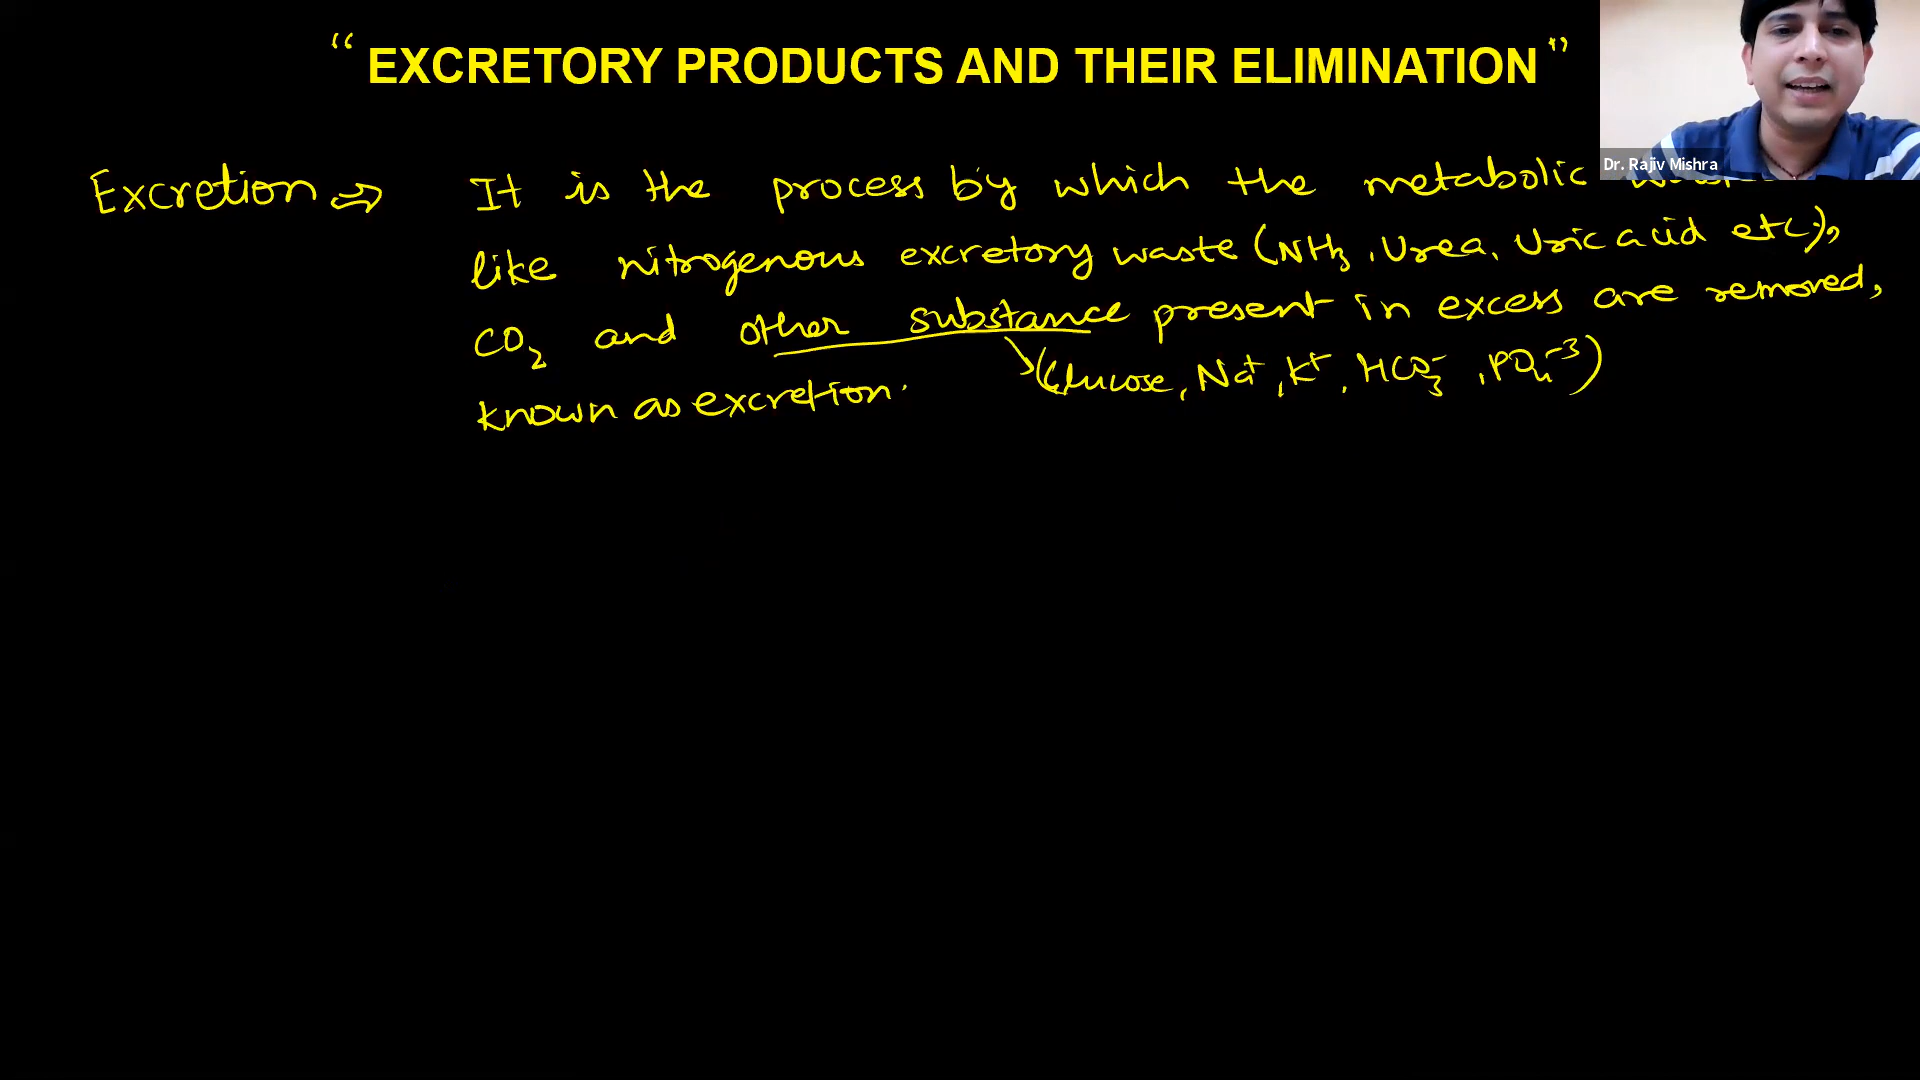 “ EXCRETORY PRODUCTS AND THEIR ELIMINATION ”
Dr. Rajiv Mishra
Excretion ⇒ It is the process by which the metabolic
like nitrogenous excretory waste (NH3, Urea, Uric acid etc),
CO2 and other substance present in excess are removed,
(Glucose, Na+, K+, HCO3-, PO4-3)
known as excretion.